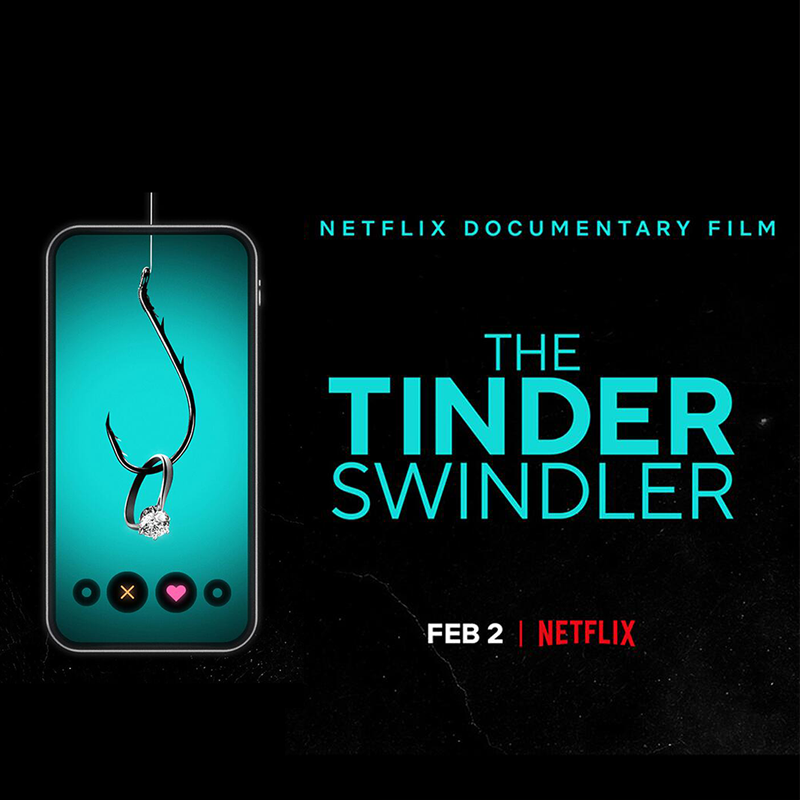 NETFLIX DOCUMENTARY FILM
THE
TINDER
SWINDLER
FEB 2 | NETFLIX